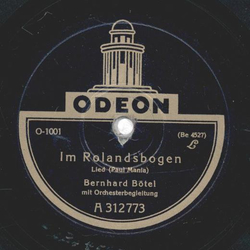 ODEON
O-1001
(Be 4527)
Im Rolandsbogen
Lied (Paul Mania)
Bernhard Bötel
mit Orchesterbegleitung
A 312773